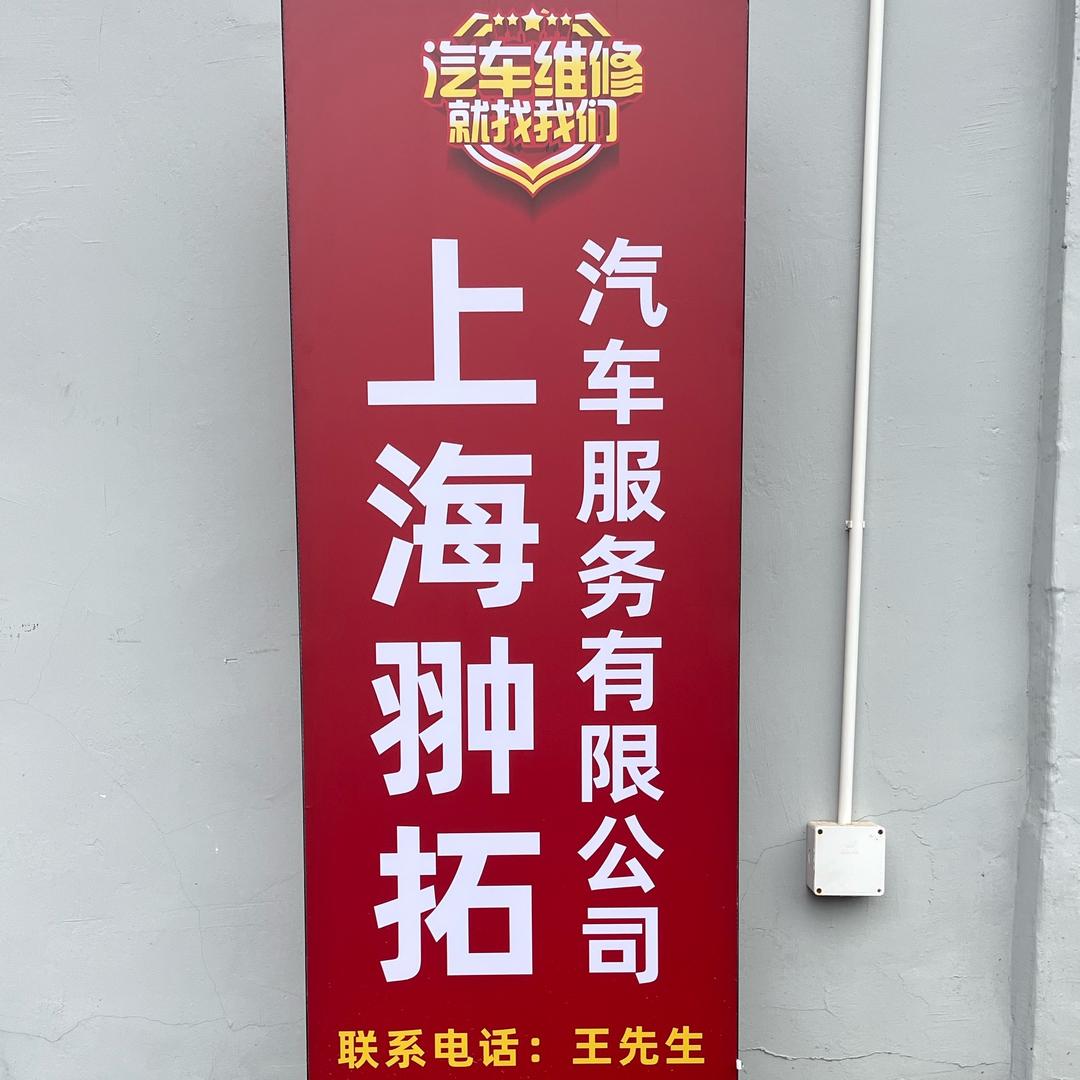 汽车维修
就找我们
上海翀拓
汽车服务有限公司
联系电话：王先生